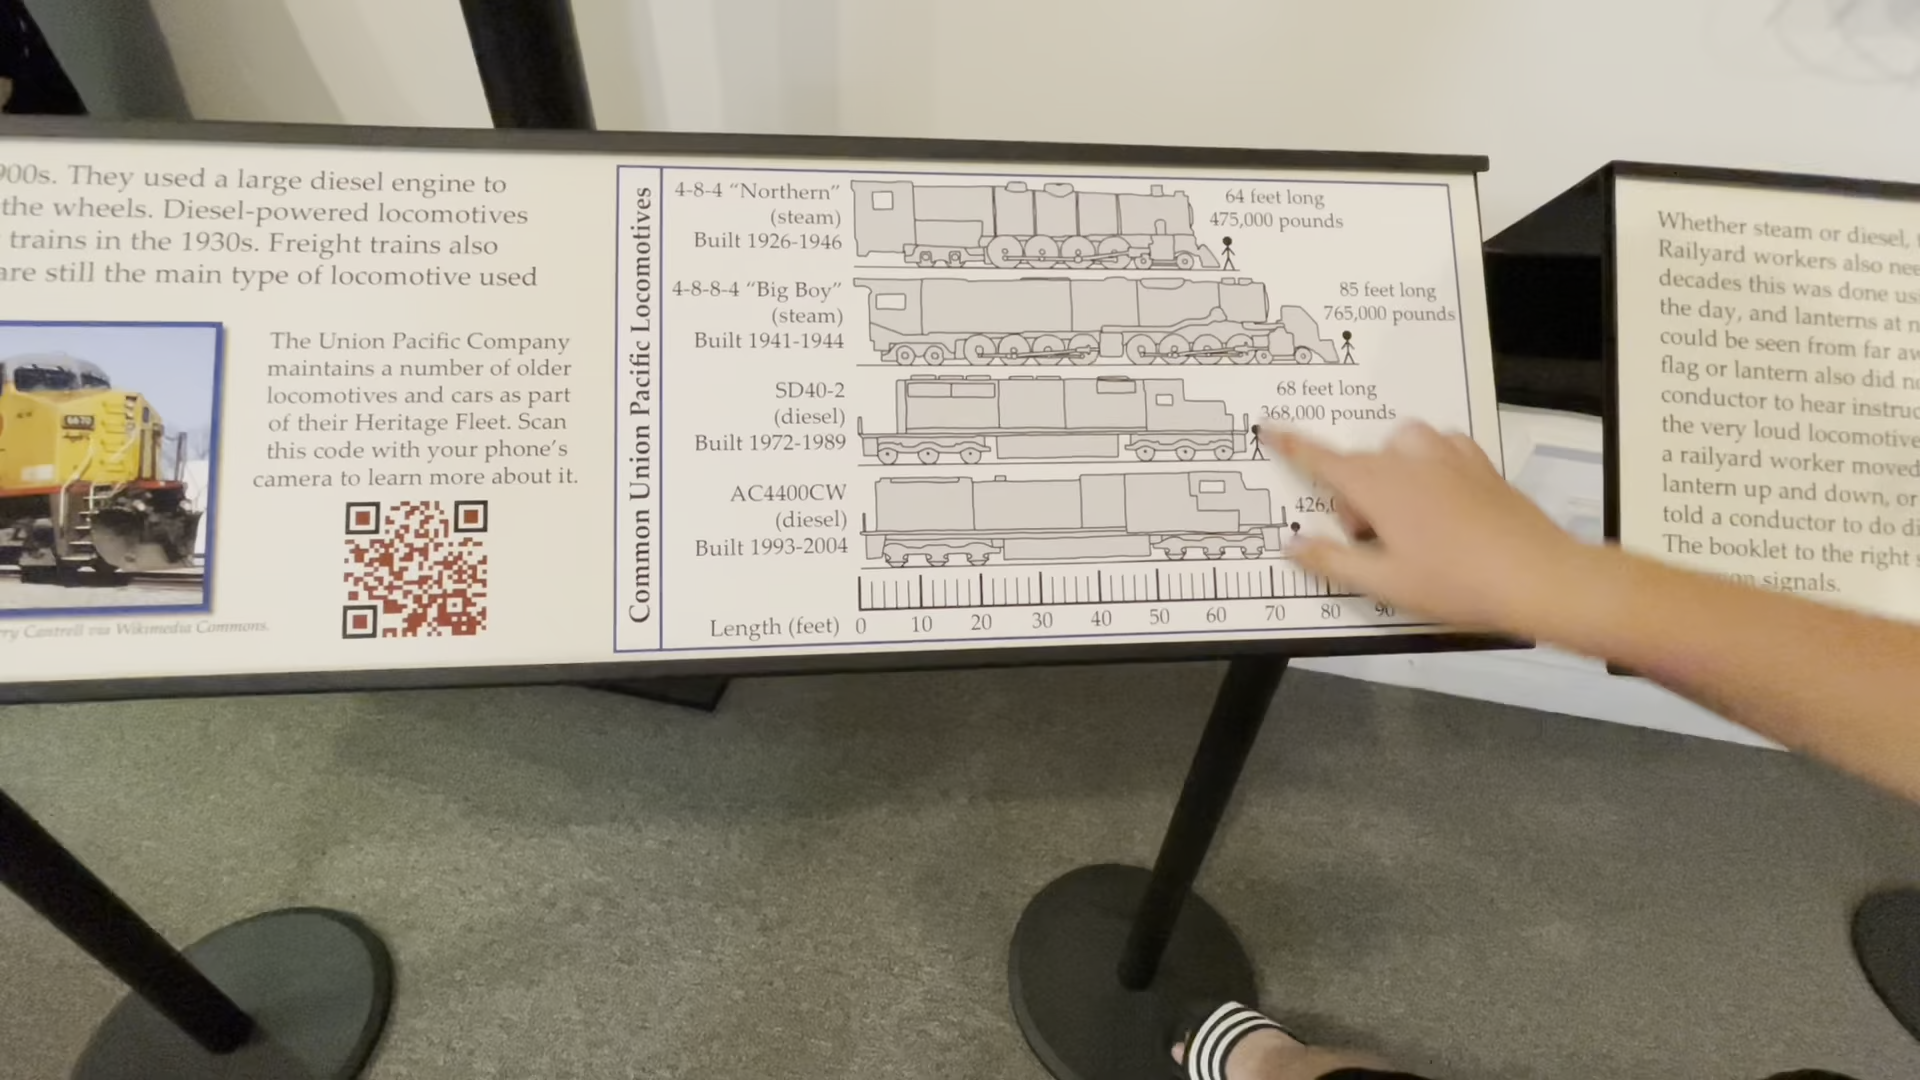 900s. They used a large diesel engine to
the wheels. Diesel-powered locomotives
trains in the 1930s. Freight trains also
are still the main type of locomotive used
The Union Pacific Company
maintains a number of older
locomotives and cars as part
of their Heritage Fleet. Scan
this code with your phone's
camera to learn more about it.
Cantrell via Wikimedia Commons.
Common Union Pacific Locomotives
4-8-4 “Northern”
(steam)
Built 1926-1946
64 feet long
475,000 pounds
4-8-8-4 “Big Boy”
(steam)
Built 1941-1944
85 feet long
765,000 pounds
SD40-2
(diesel)
Built 1972-1989
68 feet long
368,000 pounds
AC4400CW
(diesel)
Built 1993-2004
426,
Length (feet) 0 10 20 30 40 50 60 70 80 90
Whether steam or diesel,
Railyard workers also
decades this was done
the day, and lanterns at
could be seen from far
flag or lantern also did
conductor to hear
the very loud
a railyard worker moved
lantern up and down, or
told a conductor to do
The booklet to the right
signals.